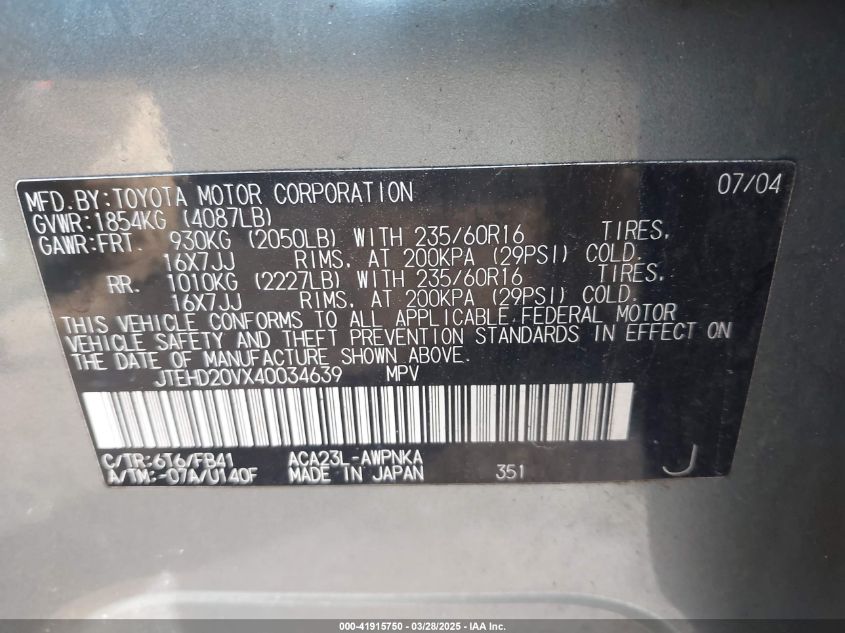 MFD.BY:TOYOTA MOTOR CORPORATION 07/04
GVWR:1854KG (4087LB)
GAWR:FRT 930KG (2050LB) WITH 235/60R16 TIRES,
16X7JJ RIMS, AT 200KPA (29PSI) COLD.
RR. 1010KG (2227LB) WITH 235/60R16 TIRES,
16X7JJ RIMS, AT 200KPA (29PSI) COLD.
THIS VEHICLE CONFORMS TO ALL APPLICABLE FEDERAL MOTOR
VEHICLE SAFETY AND THEFT PREVENTION STANDARDS IN EFFECT ON
THE DATE OF MANUFACTURE SHOWN ABOVE.
JTEHD20VX40034639 MPV
C/TR:6T6/FB41 ACA23L-AWPNKA
A/TM:-07A/U140F MADE IN JAPAN 351 J
000-41915750 - 03/28/2025 - IAA Inc.